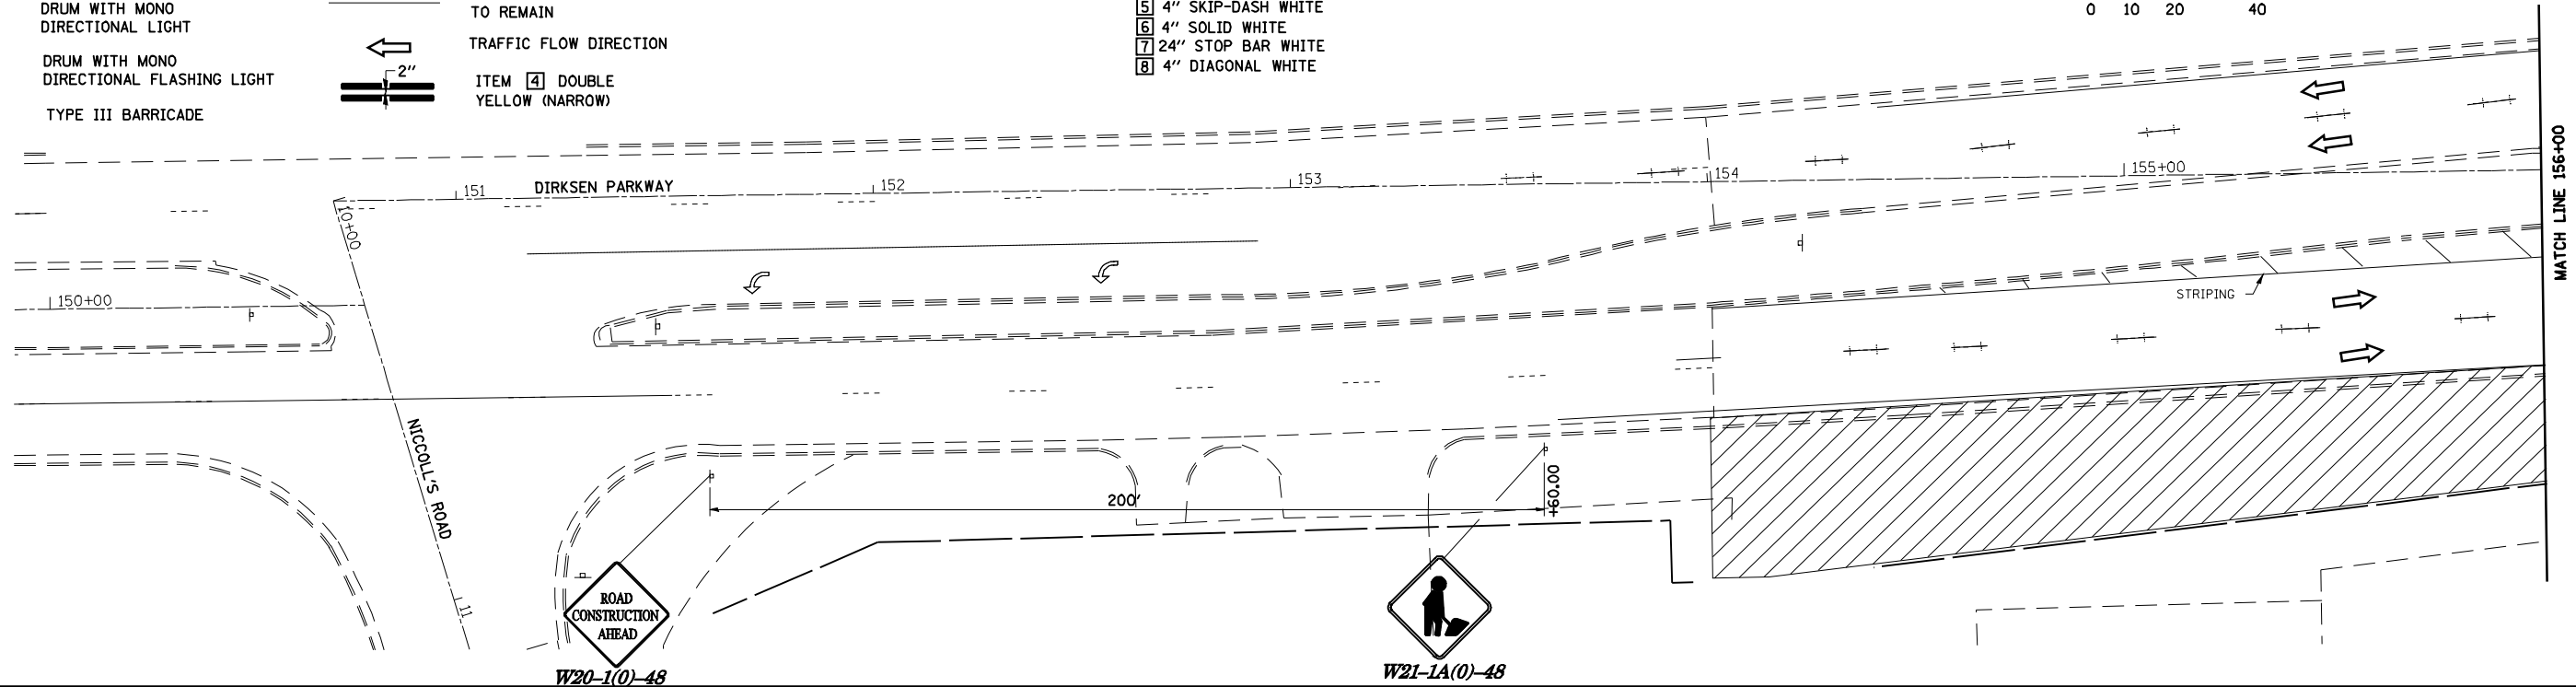 DRUM WITH MONO
DIRECTIONAL LIGHT
DRUM WITH MONO
DIRECTIONAL FLASHING LIGHT
TYPE III BARRICADE
TO REMAIN
TRAFFIC FLOW DIRECTION
2"
ITEM 4 DOUBLE
YELLOW (NARROW)
5 4" SKIP-DASH WHITE
6 4" SOLID WHITE
7 24" STOP BAR WHITE
8 4" DIAGONAL WHITE
0 10 20 40
MATCH LINE 156+00
151
DIRKSEN PARKWAY
152
153
154
155+00
10+00
150+00
STRIPING
NICCOLL'S ROAD
11
200'
+60.00
ROAD
CONSTRUCTION
AHEAD
W20-1(0)-48
W21-1A(0)-48